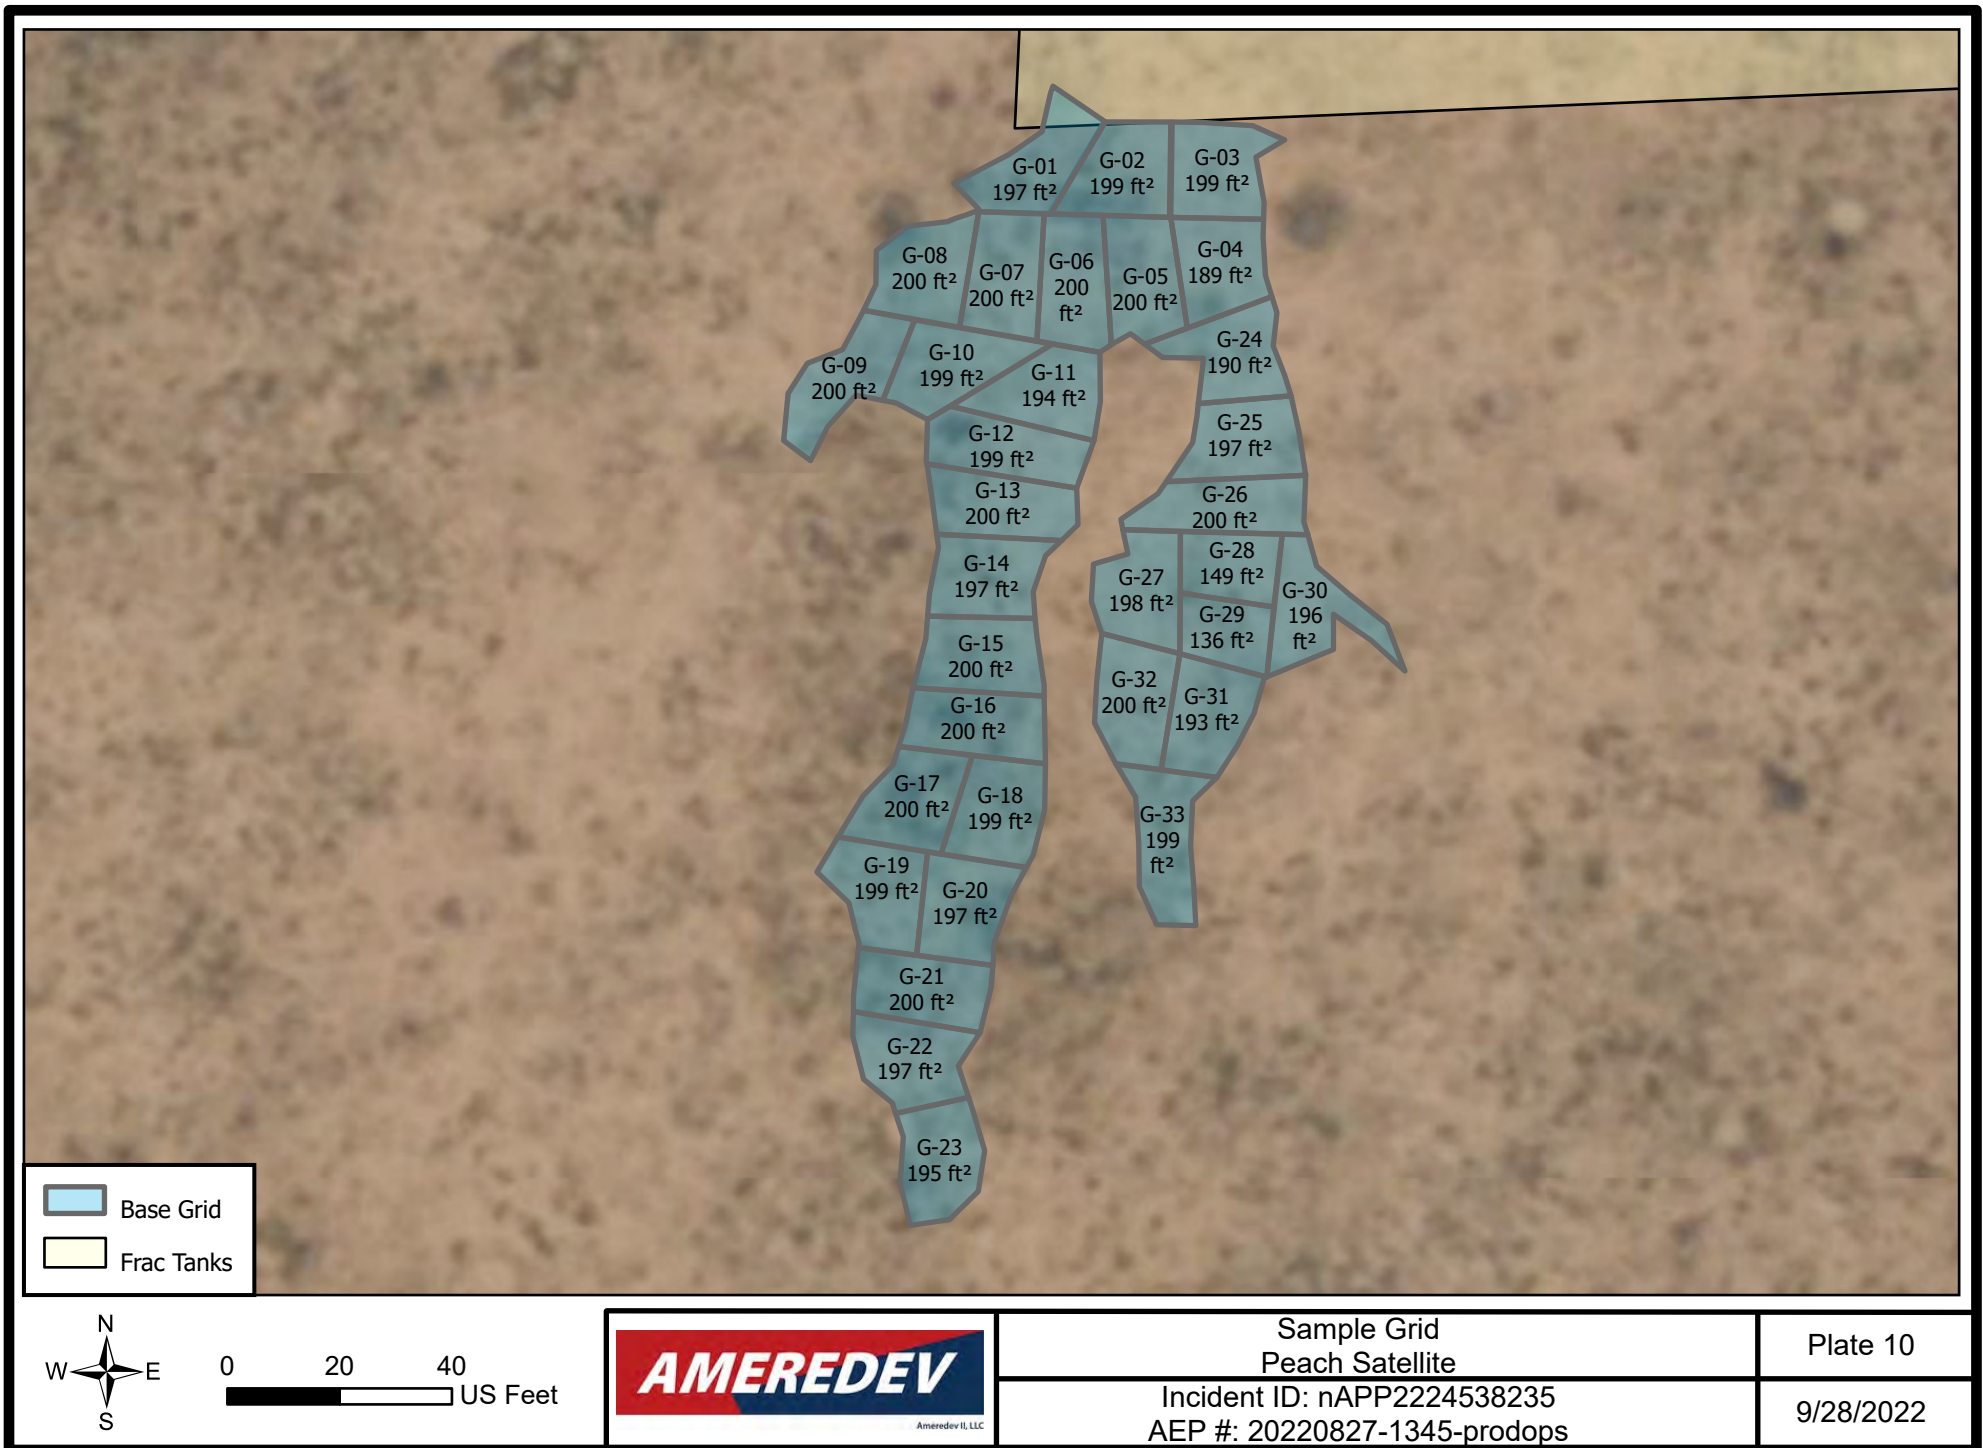 G-01
197 ft²
G-02
199 ft²
G-03
199 ft²
G-08
200 ft²
G-07
200 ft²
G-06
200
ft²
G-05
200 ft²
G-04
189 ft²
G-24
190 ft²
G-09
200 ft²
G-10
199 ft²
G-11
194 ft²
G-12
199 ft²
G-25
197 ft²
G-13
200 ft²
G-26
200 ft²
G-14
197 ft²
G-27
198 ft²
G-28
149 ft²
G-29
136 ft²
G-30
196
ft²
G-15
200 ft²
G-32
200 ft²
G-31
193 ft²
G-16
200 ft²
G-17
200 ft²
G-18
199 ft²
G-33
199
ft²
G-19
199 ft²
G-20
197 ft²
G-21
200 ft²
G-22
197 ft²
G-23
195 ft²
Base Grid
Frac Tanks
N
W E
S
0 20 40
US Feet
AMEREDEV
Ameredev II, LLC
Sample Grid
Peach Satellite
Incident ID: nAPP2224538235
AEP #: 20220827-1345-prodops
Plate 10
9/28/2022